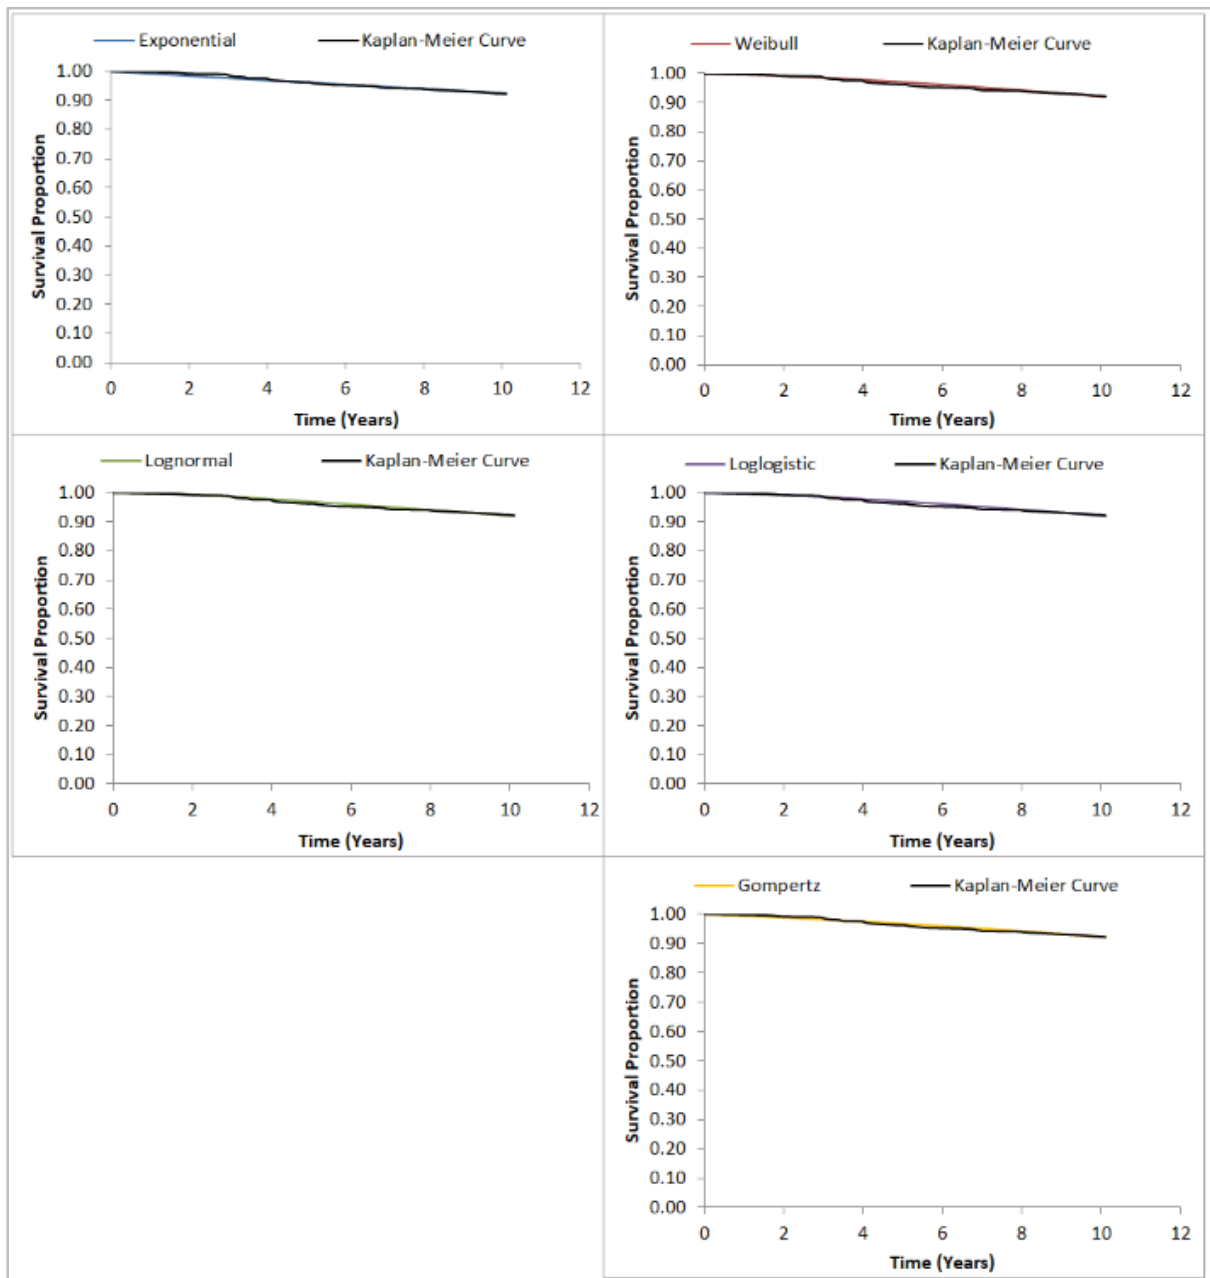 Exponential Kaplan-Meier Curve
1.00
0.90
0.80
0.70
0.60
0.50
0.40
0.30
0.20
0.10
0.00
Survival Proportion
0 2 4 6 8 10 12
Time (Years)
Weibull Kaplan-Meier Curve
1.00
0.90
0.80
0.70
0.60
0.50
0.40
0.30
0.20
0.10
0.00
Survival Proportion
0 2 4 6 8 10 12
Time (Years)
Lognormal Kaplan-Meier Curve
1.00
0.90
0.80
0.70
0.60
0.50
0.40
0.30
0.20
0.10
0.00
Survival Proportion
0 2 4 6 8 10 12
Time (Years)
Loglogistic Kaplan-Meier Curve
1.00
0.90
0.80
0.70
0.60
0.50
0.40
0.30
0.20
0.10
0.00
Survival Proportion
0 2 4 6 8 10 12
Time (Years)
Gompertz Kaplan-Meier Curve
1.00
0.90
0.80
0.70
0.60
0.50
0.40
0.30
0.20
0.10
0.00
Survival Proportion
0 2 4 6 8 10 12
Time (Years)